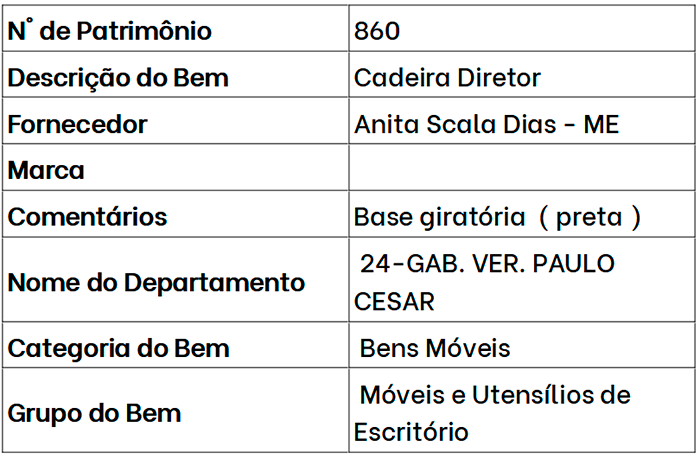 N° de Patrimônio 860
Descrição do Bem Cadeira Diretor
Fornecedor Anita Scala Dias - ME
Marca
Comentários Base giratória ( preta )
Nome do Departamento 24-GAB. VER. PAULO
CESAR
Categoria do Bem Bens Móveis
Grupo do Bem Móveis e Utensílios de
Escritório